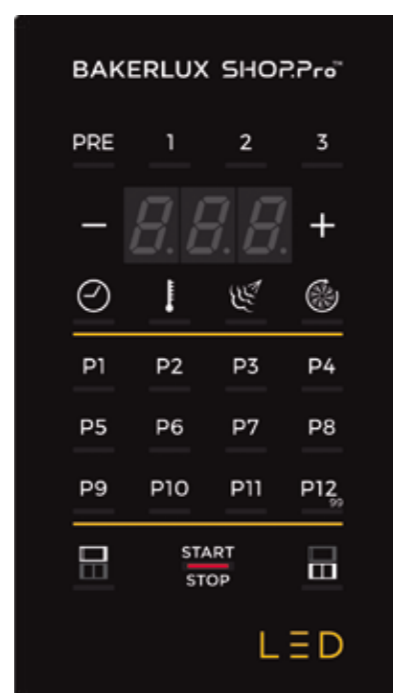 BAKERLUX SHOP.Pro™
PRE 1 2 3
- 8.8.8. +
P1 P2 P3 P4
P5 P6 P7 P8
P9 P10 P11 P12
99
START
STOP
LED